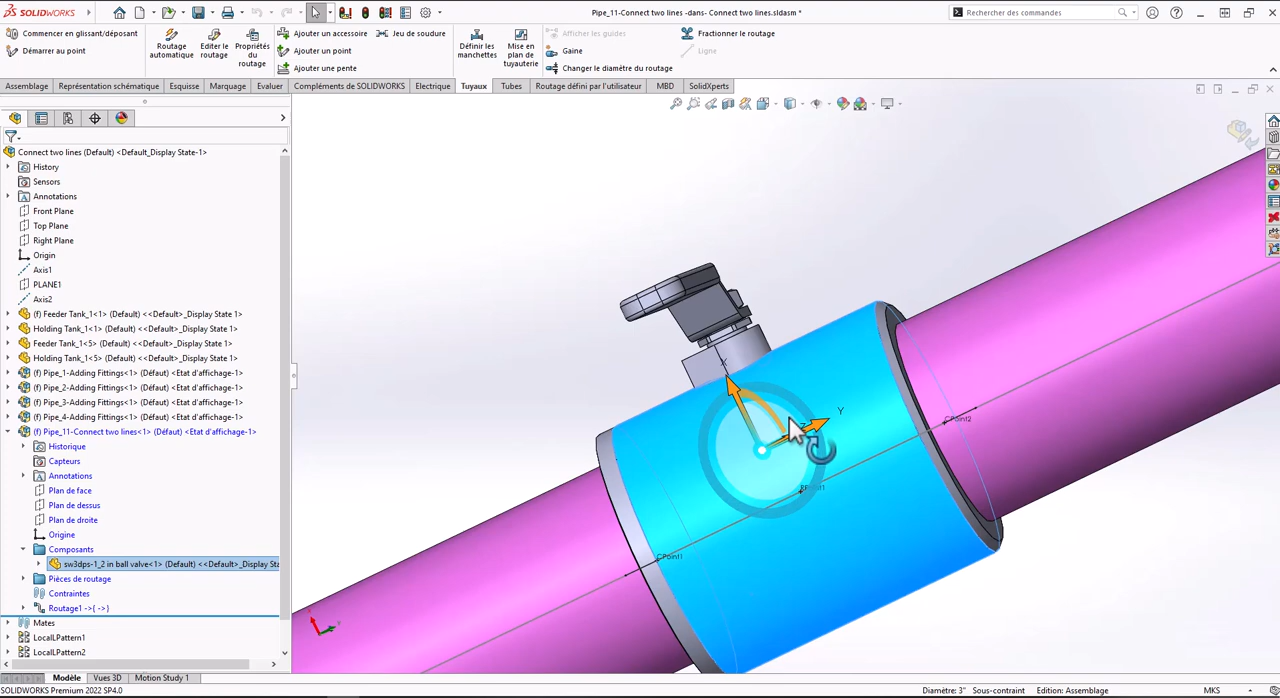 SOLIDWORKS
Pipe_11-Connect two lines -dans- Connect two lines.sldasm *
Rechercher des commandes
Commencer en glissant/déposant
Démarrer au point
Routage automatique
Editer le routage
Propriétés du routage
Ajouter un accessoire
Ajouter un point
Ajouter une pente
Jeu de soudure
Définir les manchettes
Mise en plan de tuyauterie
Afficher les guides
Gaine
Changer le diamètre du routage
Fractionner le routage
Ligne
Assemblage
Représentation schématique
Esquisse
Marquage
Evaluer
Compléments de SOLIDWORKS
Electrique
Tuyaux
Tubes
Routage défini par l'utilisateur
MBD
SolidXperts
Connect two lines (Default) <Default_Display State-1>
History
Sensors
Annotations
Front Plane
Top Plane
Right Plane
Origin
Axis1
PLANE1
Axis2
(f) Feeder Tank_1<1> (Default) <<Default>_Display State 1>
(f) Holding Tank_1<1> (Default) <<Default>_Display State 1>
Feeder Tank_1<5> (Default) <<Default>_Display State 1>
Holding Tank_1<5> (Default) <<Default>_Display State 1>
(f) Pipe_1-Adding Fittings<1> (Défaut) <Etat d'affichage-1>
(f) Pipe_2-Adding Fittings<1> (Défaut) <Etat d'affichage-1>
(f) Pipe_3-Adding Fittings<1> (Défaut) <Etat d'affichage-1>
(f) Pipe_4-Adding Fittings<1> (Défaut) <Etat d'affichage-1>
(f) Pipe_11-Connect two lines<1> (Défaut) <Etat d'affichage-1>
Historique
Capteurs
Annotations
Plan de face
Plan de dessus
Plan de droite
Origine
Composants
sw3dps-1_2 in ball valve<1> (Default) <<Default>_Display Sta
Pièces de routage
Contraintes
Routage1 ->{ ->}
Mates
LocalLPattern1
LocalLPattern2
X
Y
Z
CPoint2
RPoint1
CPoint1
Modèle
Vues 3D
Motion Study 1
SOLIDWORKS Premium 2022 SP4.0
Diamètre: 3" Sous-contraint Edition: Assemblage MKS